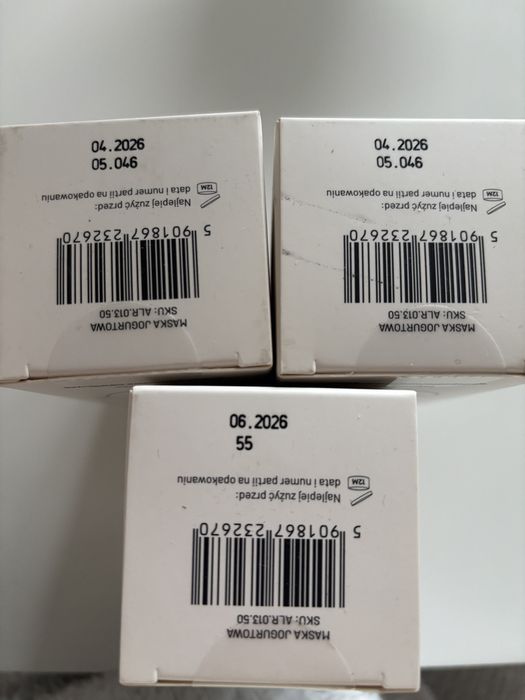 04.2026
05.046
Najlepiej zużyć przed:
data i numer partii na opakowaniu
12M
5 901867 232670
MASKA JOGURTOWA
SKU: ALR.013.50
04.2026
05.046
Najlepiej zużyć przed:
data i numer partii na opakowaniu
12M
5 901867 232670
MASKA JOGURTOWA
SKU: ALR.013.50
06.2026
55
Najlepiej zużyć przed:
data i numer partii na opakowaniu
12M
5 901867 232670
MASKA JOGURTOWA
SKU: ALR.013.50